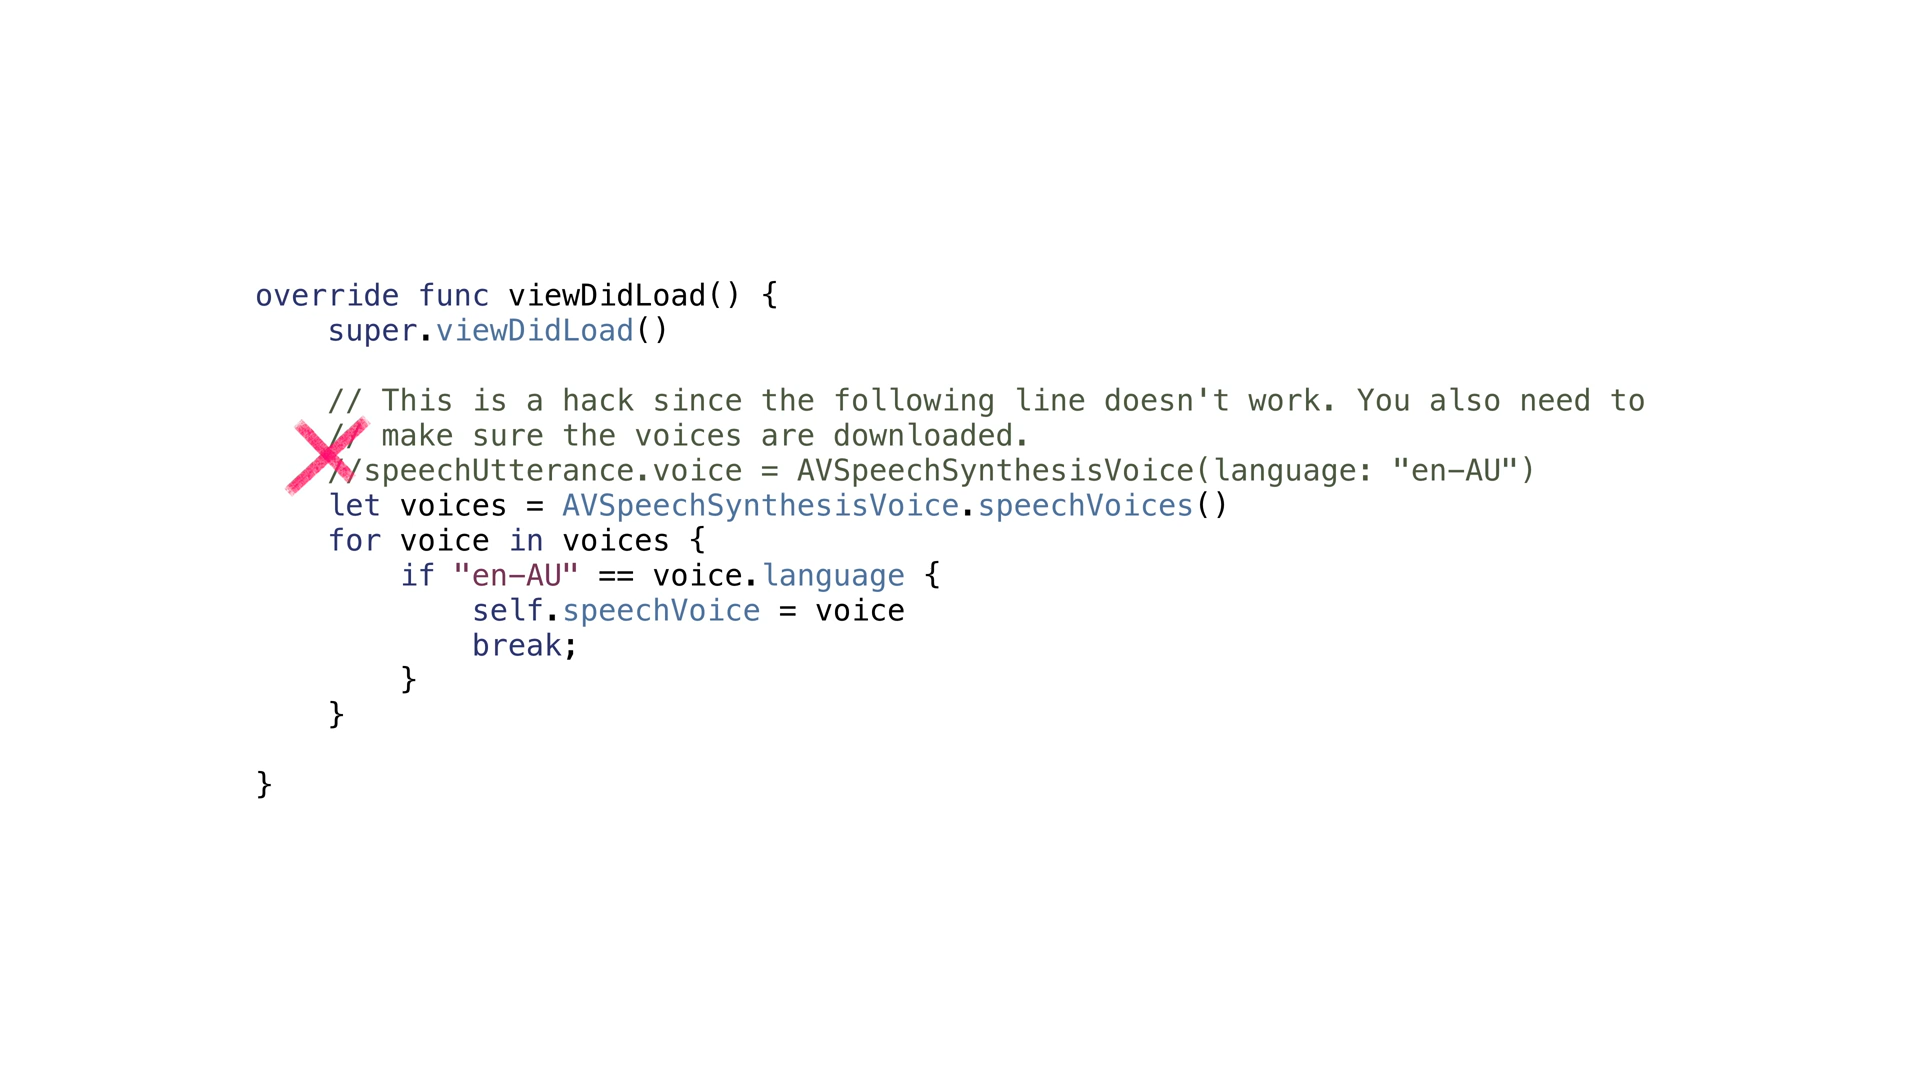 override func viewDidLoad() {
super.viewDidLoad()
// This is a hack since the following line doesn't work. You also need to
// make sure the voices are downloaded.
//speechUtterance.voice = AVSpeechSynthesisVoice(language: "en-AU")
let voices = AVSpeechSynthesisVoice.speechVoices()
for voice in voices {
if "en-AU" == voice.language {
self.speechVoice = voice
break;
}
}
}